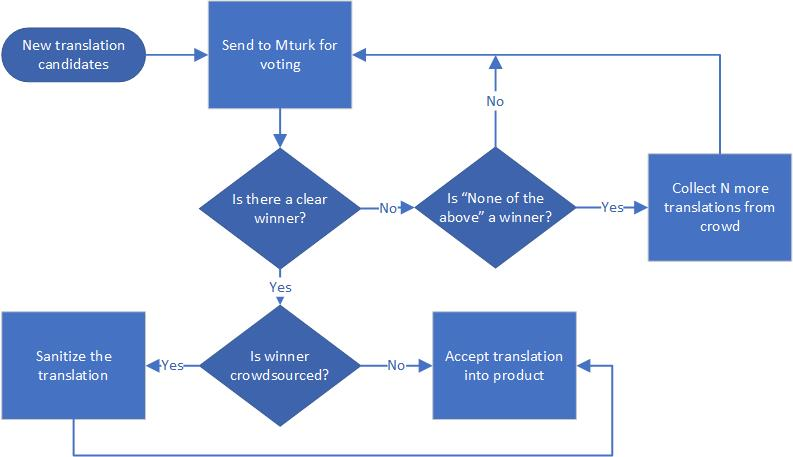 New translation
candidates
Send to Mturk for
voting
No
Is there a clear
winner?
No
Is “None of the
above” a winner?
Yes
Collect N more
translations from
crowd
Yes
Sanitize the
translation
Yes
Is winner
crowdsourced?
No
Accept translation
into product